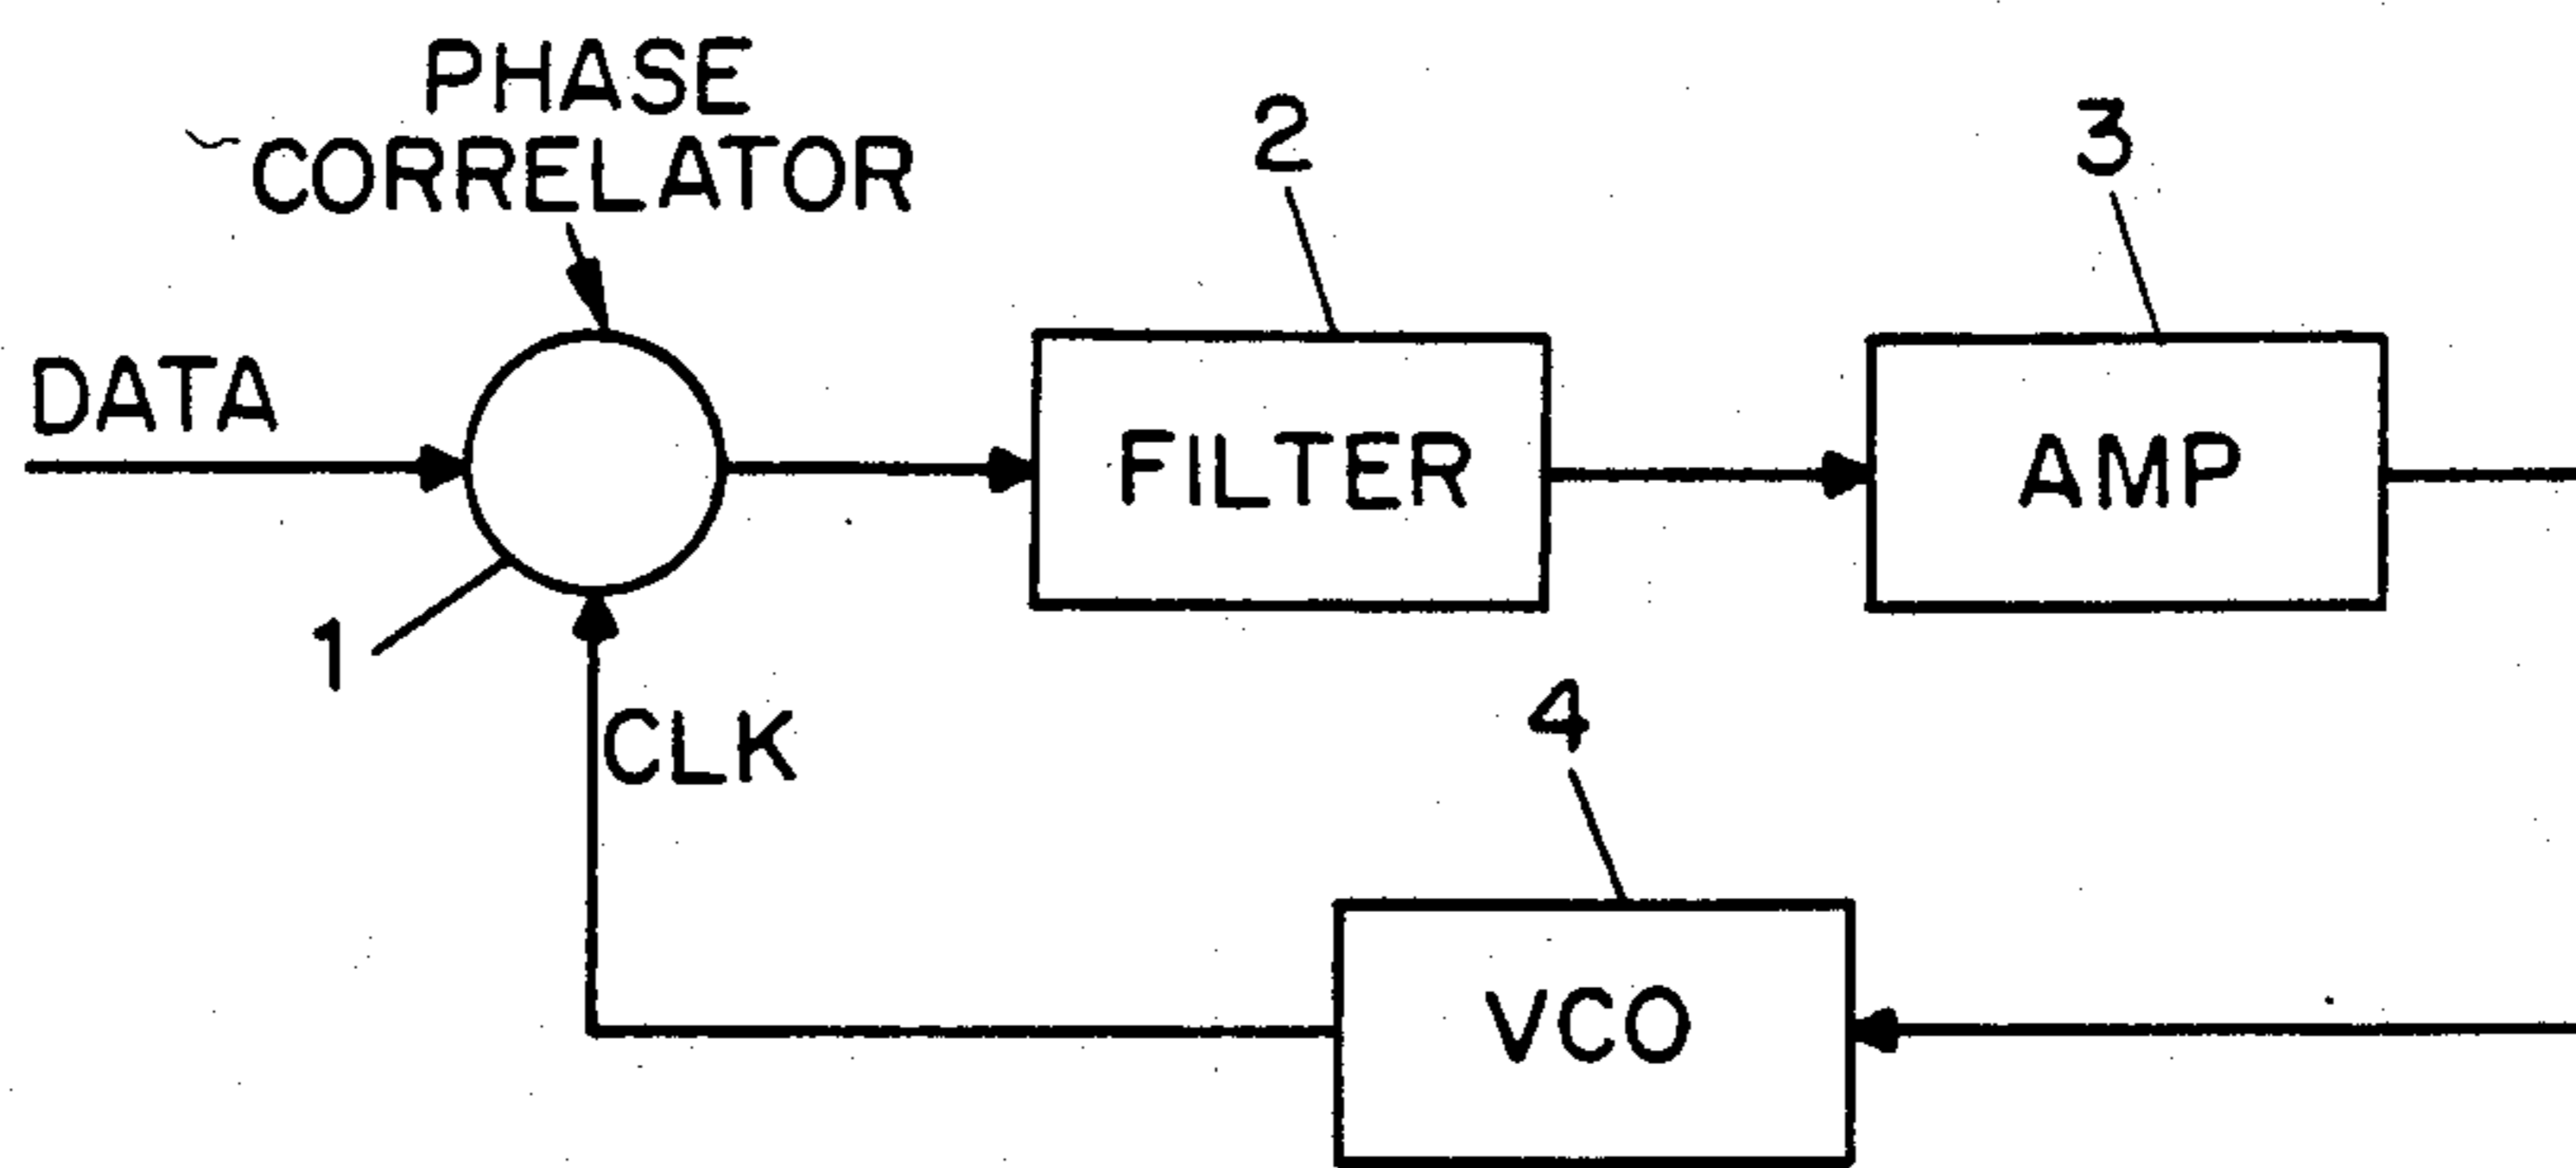 PHASE
CORRELATOR
2
3
DATA
FILTER
AMP
1
CLK
4
VCO